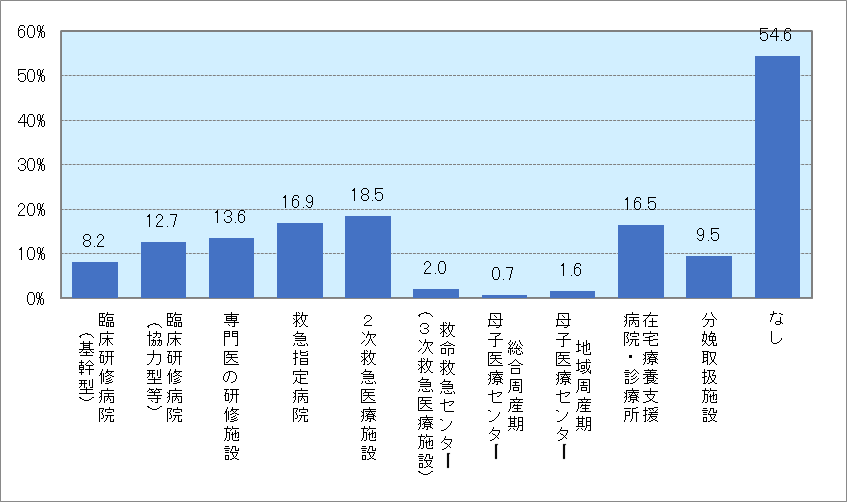 60%
50%
40%
30%
20%
10%
0%
8.2
12.7
13.6
16.9
18.5
2.0
0.7
1.6
16.5
9.5
54.6
臨床研修病院
（基幹型）
臨床研修病院
（協力型等）
専門医の研修施設
救急指定病院
２次救急医療施設
救命救急センター
（３次救急医療施設）
総合周産期
母子医療センター
地域周産期
母子医療センター
在宅療養支援
病院・診療所
分娩取扱施設
なし